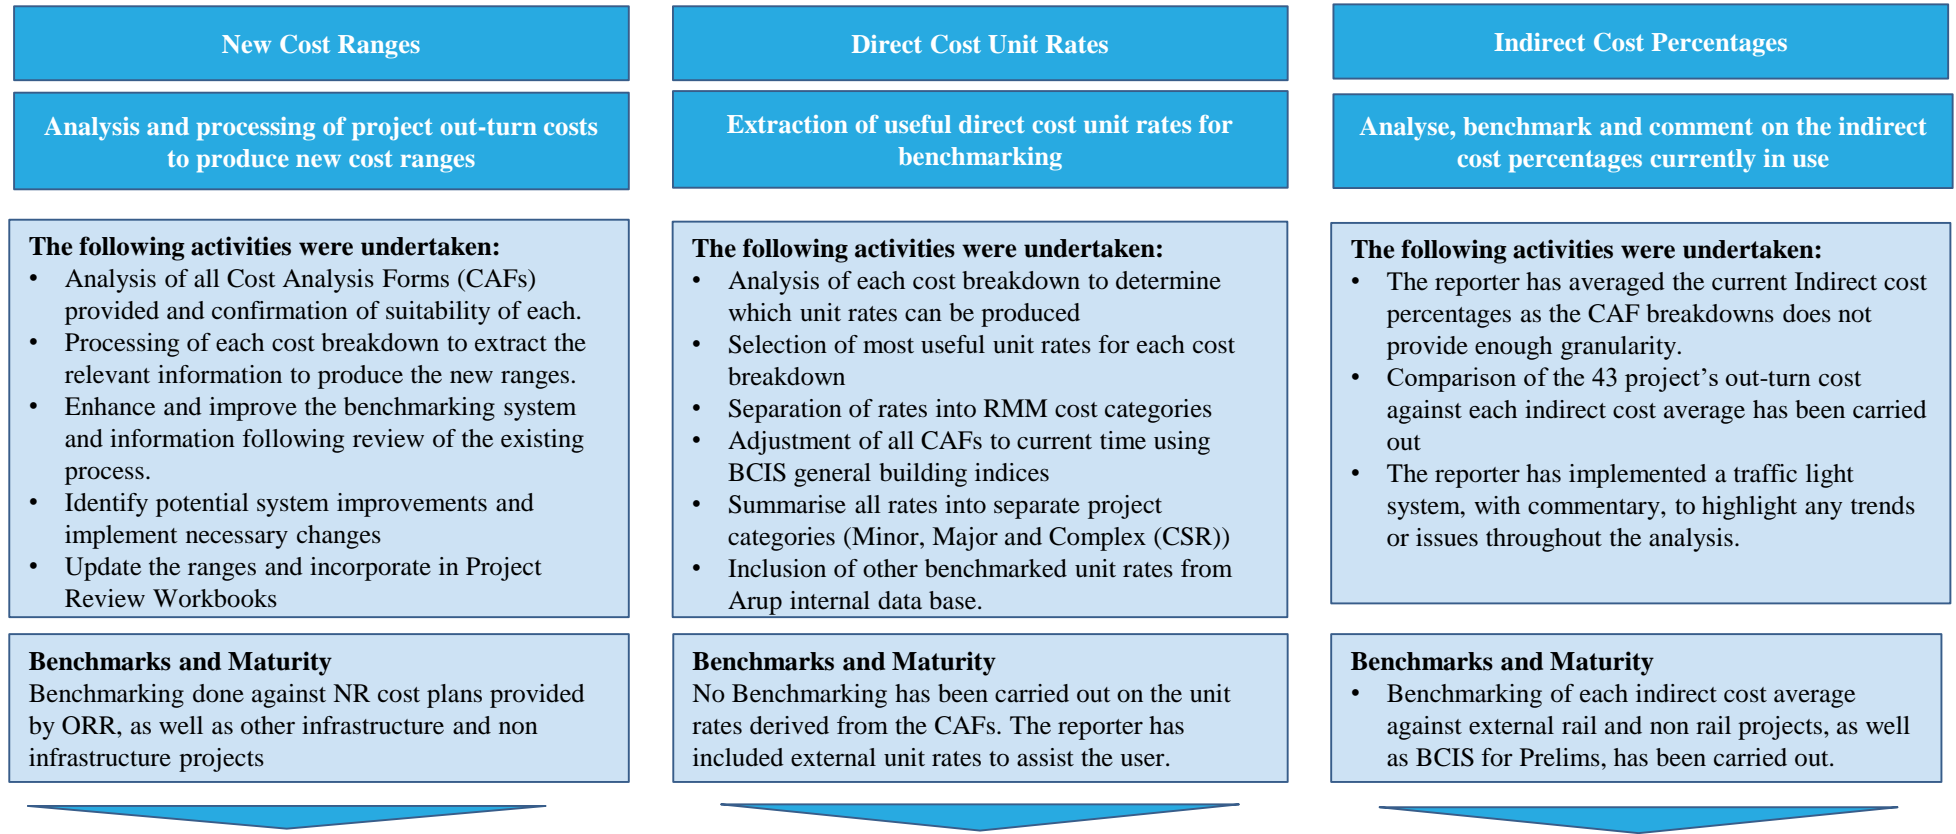 New Cost Ranges
Analysis and processing of project out-turn costs
to produce new cost ranges
The following activities were undertaken:
• Analysis of all Cost Analysis Forms (CAFs)
provided and confirmation of suitability of each.
• Processing of each cost breakdown to extract the
relevant information to produce the new ranges.
• Enhance and improve the benchmarking system
and information following review of the existing
process.
• Identify potential system improvements and
implement necessary changes
• Update the ranges and incorporate in Project
Review Workbooks
Benchmarks and Maturity
Benchmarking done against NR cost plans provided
by ORR, as well as other infrastructure and non
infrastructure projects
Direct Cost Unit Rates
Extraction of useful direct cost unit rates for
benchmarking
The following activities were undertaken:
• Analysis of each cost breakdown to determine
which unit rates can be produced
• Selection of most useful unit rates for each cost
breakdown
• Separation of rates into RMM cost categories
• Adjustment of all CAFs to current time using
BCIS general building indices
• Summarise all rates into separate project
categories (Minor, Major and Complex (CSR))
• Inclusion of other benchmarked unit rates from
Arup internal data base.
Benchmarks and Maturity
No Benchmarking has been carried out on the unit
rates derived from the CAFs. The reporter has
included external unit rates to assist the user.
Indirect Cost Percentages
Analyse, benchmark and comment on the indirect
cost percentages currently in use
The following activities were undertaken:
• The reporter has averaged the current Indirect cost
percentages as the CAF breakdowns does not
provide enough granularity.
• Comparison of the 43 project's out-turn cost
against each indirect cost average has been carried
out
• The reporter has implemented a traffic light
system, with commentary, to highlight any trends
or issues throughout the analysis.
Benchmarks and Maturity
• Benchmarking of each indirect cost average
against external rail and non rail projects, as well
as BCIS for Prelims, has been carried out.